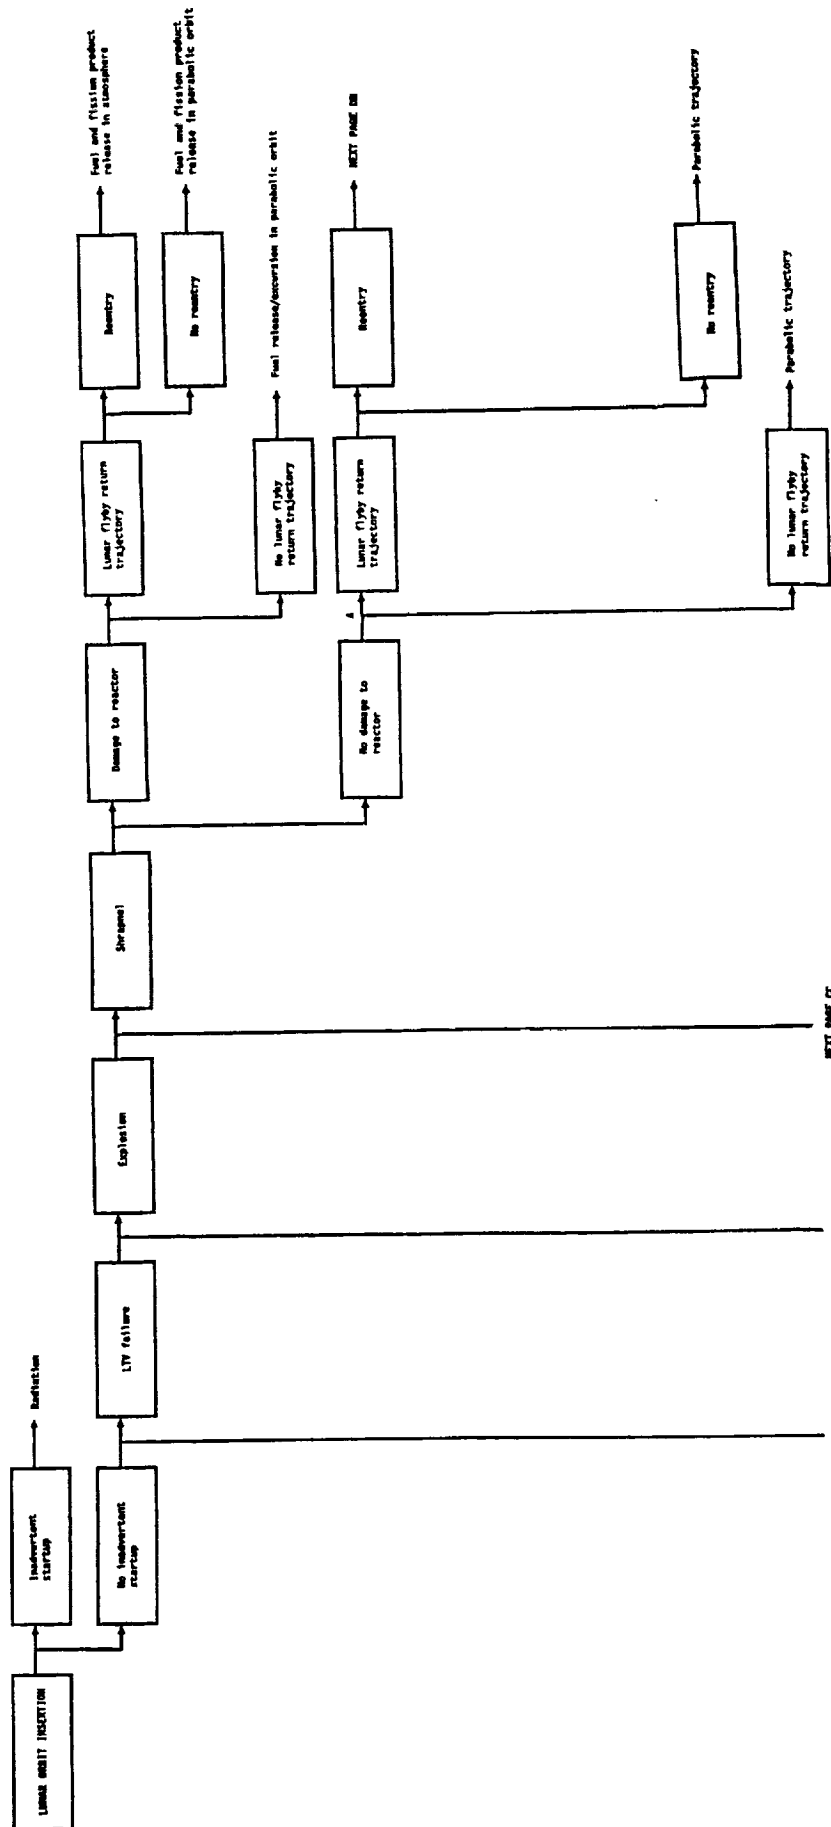 LUNAR ORBIT INSERTION
Inadvertent
startup
Radiation
No inadvertent
startup
LTV failure
Explosion
Shrapnel
Damage to reactor
Lunar flyby return
trajectory
Reentry
Fuel and fission product
release in atmosphere
No reentry
Fuel and fission product
release in parabolic orbit
No lunar flyby
return trajectory
Fuel release/excursion in parabolic orbit
No damage to
reactor
Lunar flyby return
trajectory
Reentry
NEXT PAGE DB
No reentry
Parabolic trajectory
No lunar flyby
return trajectory
Parabolic trajectory
NEXT PAGE